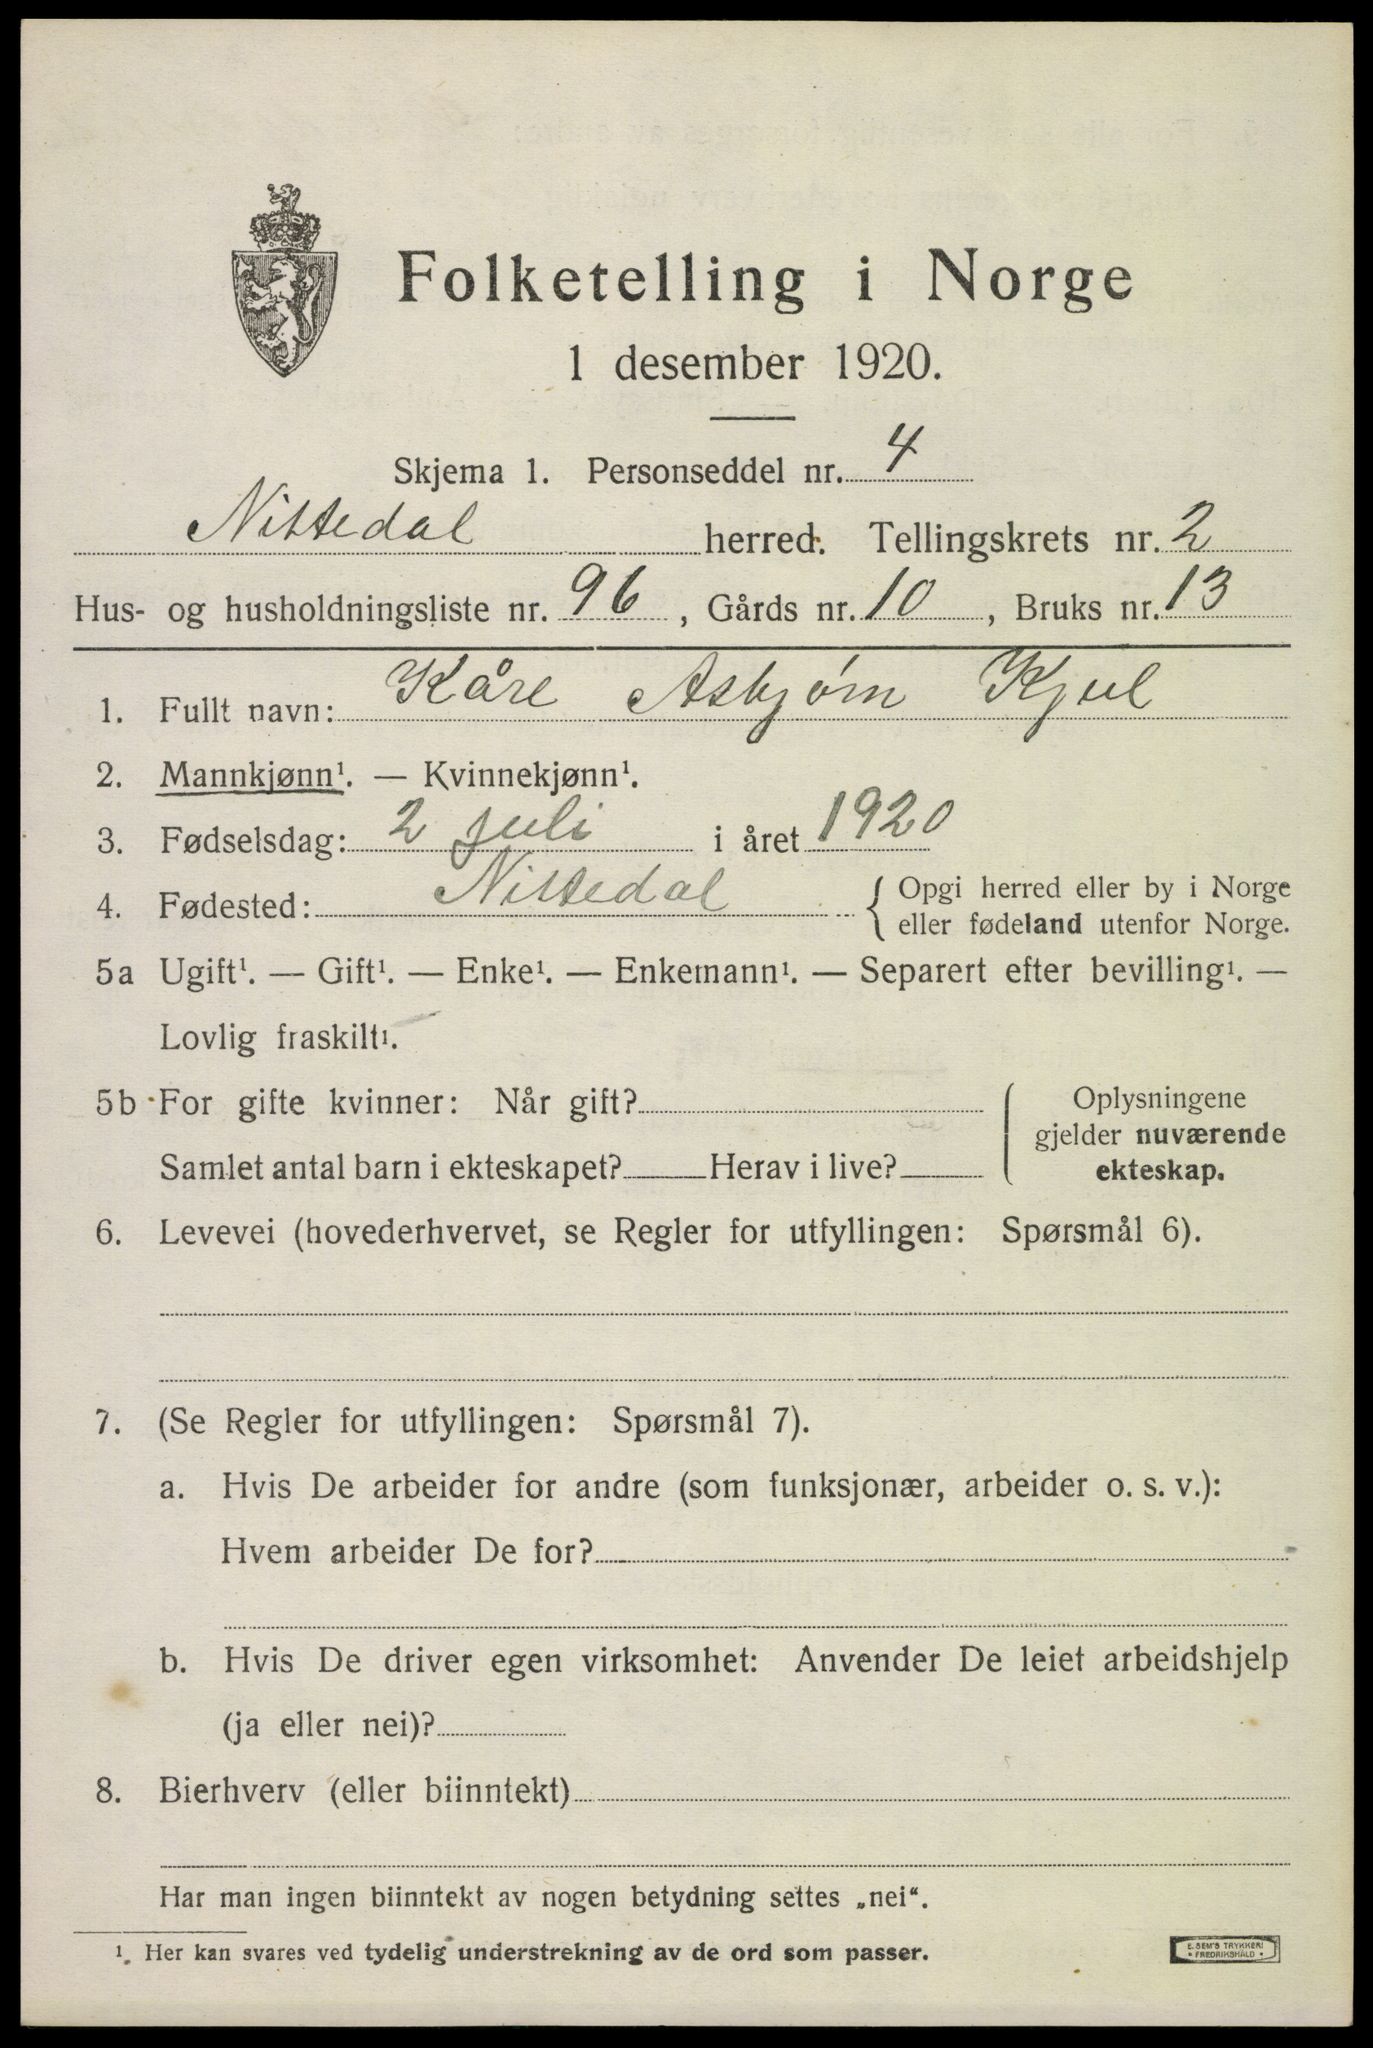 Folketelling i Norge
1 desember 1920.
Skjema 1. Personseddel nr. 4
Nittedal herred. Tellingskrets nr. 2
Hus- og husholdningsliste nr. 96, Gårds nr. 10, Bruks nr. 13
1. Fullt navn: Kåre Asbjørn Kjul
2. Mannkjønn¹. — Kvinnekjønn¹.
3. Fødselsdag: 2 juli i året 1920
4. Fødested: Nittedal { Opgi herred eller by i Norge
eller fødeland utenfor Norge.
5a Ugift¹. — Gift¹. — Enke¹. — Enkemann¹. — Separert efter bevilling¹. —
Lovlig fraskilt¹.
5b For gifte kvinner: Når gift?
Samlet antal barn i ekteskapet? Herav i live?
Oplysningene
gjelder nuværende
ekteskap.
6. Levevei (hovederhvervet, se Regler for utfyllingen: Spørsmål 6).
7. (Se Regler for utfyllingen: Spørsmål 7).
a. Hvis De arbeider for andre (som funksjonær, arbeider o. s. v.):
Hvem arbeider De for?
b. Hvis De driver egen virksomhet: Anvender De leiet arbeidshjelp
(ja eller nei)?
8. Bierhverv (eller biinntekt)
Har man ingen biinntekt av nogen betydning settes „nei“.
¹ Her kan svares ved tydelig understrekning av de ord som passer.
E. SEM'S TRYKKERI
• FREDRIKSHALD •